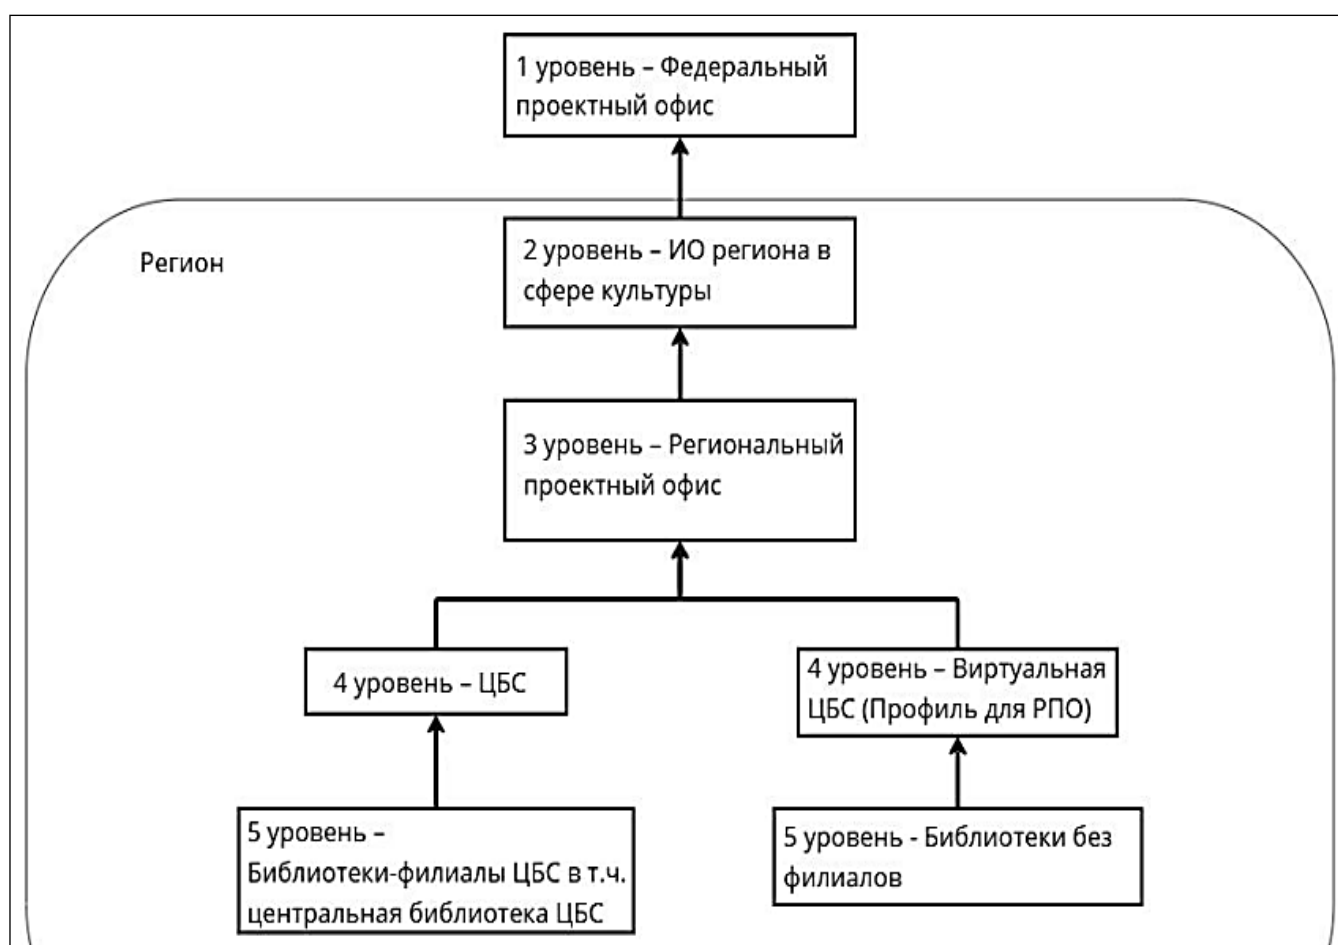 1 уровень – Федеральный
проектный офис
Регион
2 уровень – ИО региона в
сфере культуры
3 уровень – Региональный
проектный офис
4 уровень – ЦБС
4 уровень – Виртуальная
ЦБС (Профиль для РПО)
5 уровень –
Библиотеки-филиалы ЦБС в т.ч.
центральная библиотека ЦБС
5 уровень - Библиотеки без
филиалов